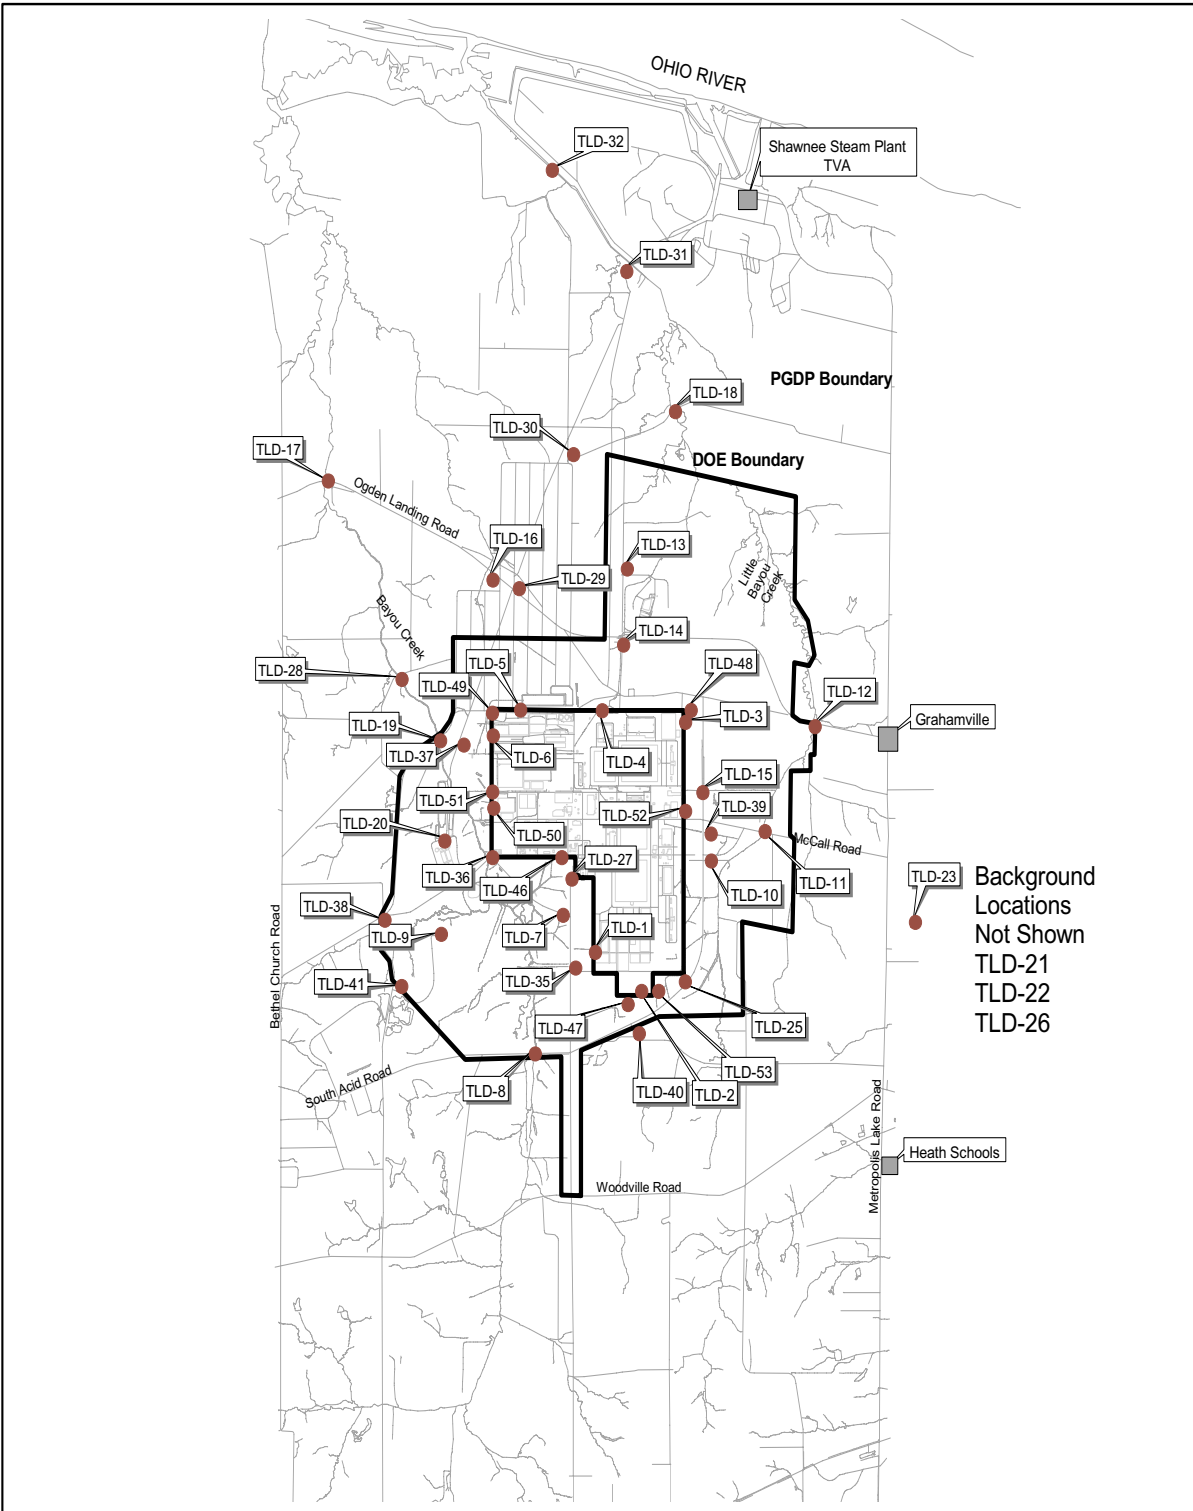 OHIO RIVER
TLD-32
Shawnee Steam Plant
TVA
TLD-31
PGDP Boundary
TLD-18
TLD-30
TLD-17
DOE Boundary
Ogden Landing Road
TLD-16
TLD-13
TLD-29
Little
Bayou
Creek
Bayou Creek
TLD-14
TLD-5
TLD-48
TLD-28
TLD-49
TLD-12
TLD-3
Grahamville
TLD-19
TLD-37
TLD-6
TLD-4
TLD-15
TLD-51
TLD-52
TLD-39
TLD-20
TLD-50
McCall Road
TLD-27
TLD-36
TLD-46
TLD-10
TLD-11
TLD-23
Background
Locations
Not Shown
TLD-21
TLD-22
TLD-26
TLD-38
TLD-9
TLD-7
TLD-1
Bethel Church Road
TLD-41
TLD-35
TLD-47
TLD-25
TLD-53
South Acid Road
TLD-8
TLD-40
TLD-2
Metropolis Lake Road
Heath Schools
Woodville Road